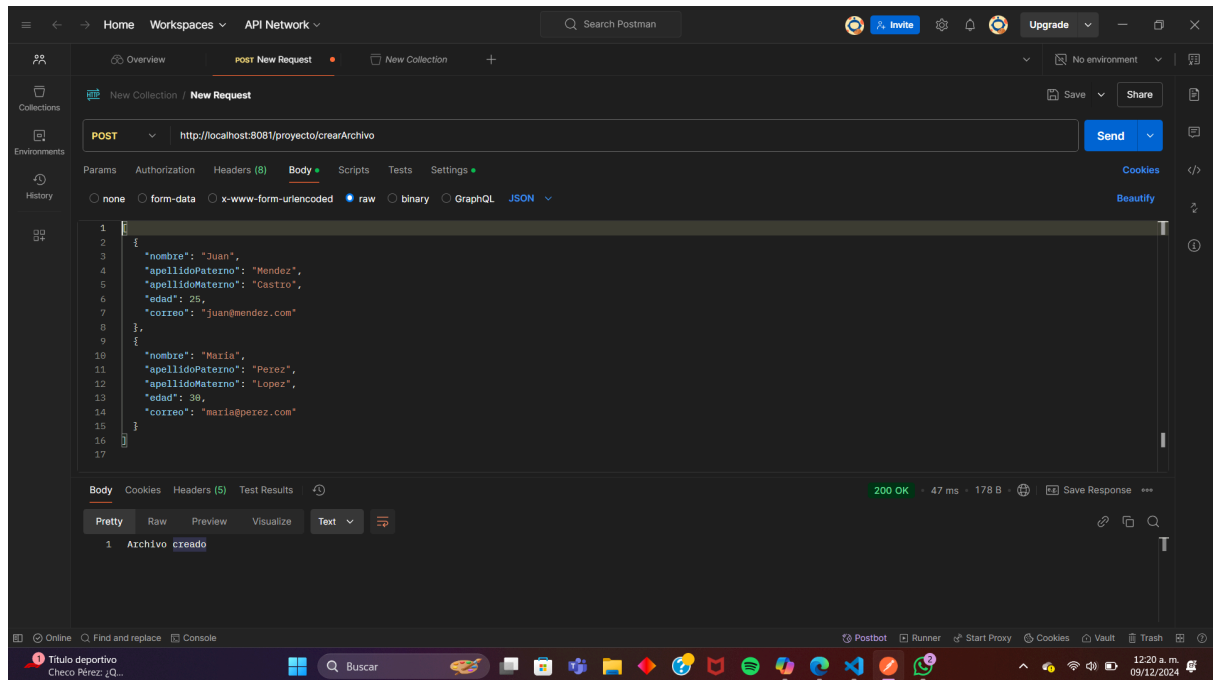 Home Workspaces API Network Search Postman Invite Upgrade
Overview POST New Request New Collection No environment
Collections
Environments
History
HTTP New Collection / New Request Save Share
POST http://localhost:8081/proyecto/crearArchivo Send
Params Authorization Headers (8) Body Scripts Tests Settings Cookies
none form-data x-www-form-urlencoded raw binary GraphQL JSON Beautify
1 [
2 {
3 "nombre": "Juan",
4 "apellidoPaterno": "Mendez",
5 "apellidoMaterno": "Castro",
6 "edad": 25,
7 "correo": "juan@mendez.com"
8 },
9 {
10 "nombre": "Maria",
11 "apellidoPaterno": "Perez",
12 "apellidoMaterno": "Lopez",
13 "edad": 30,
14 "correo": "maria@perez.com"
15 }
16 ]
17
Body Cookies Headers (5) Test Results 200 OK 47 ms 178 B Save Response
Pretty Raw Preview Visualize Text
1 Archivo creado
Online Find and replace Console Postbot Runner Start Proxy Cookies Vault Trash
1 Título deportivo
Checo Pérez: ¿Q...
Buscar
12:20 a. m.
09/12/2024